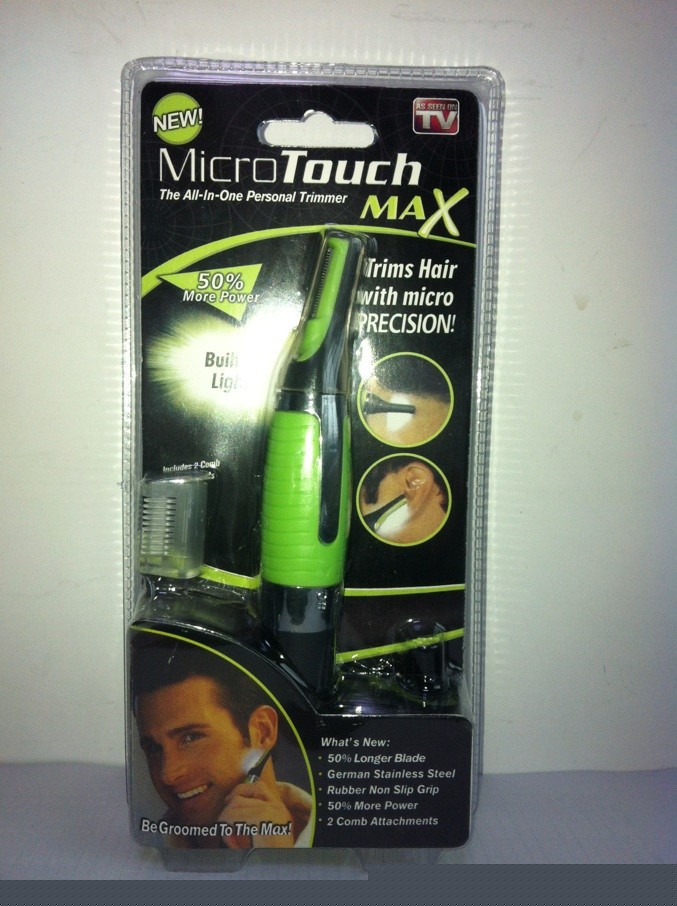 NEW!
AS SEEN ON
TV
MicroTouch
The All-In-One Personal Trimmer
MAX
50%
More Power
Trims Hair
with micro
PRECISION!
Includes 2 Comb
What's New:
• 50% Longer Blade
• German Stainless Steel
• Rubber Non Slip Grip
• 50% More Power
• 2 Comb Attachments
Be Groomed To The Max!